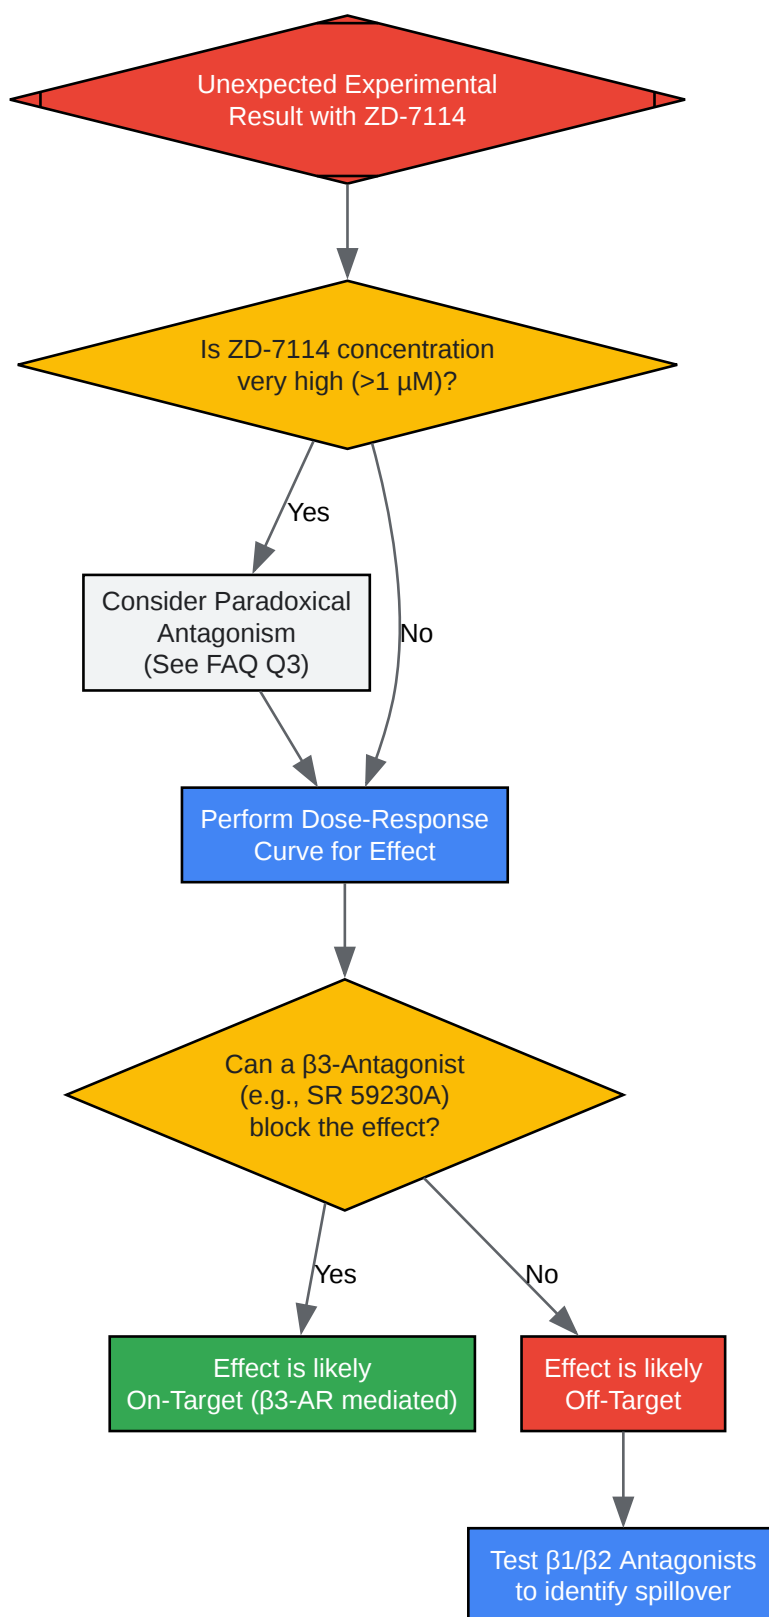 Unexpected Experimental
Result with ZD-7114
Is ZD-7114 concentration
very high (>1 µM)?
Yes
Consider Paradoxical
Antagonism
(See FAQ Q3)
No
Perform Dose-Response
Curve for Effect
Can a β3-Antagonist
(e.g., SR 59230A)
block the effect?
Yes
No
Effect is likely
On-Target (β3-AR mediated)
Effect is likely
Off-Target
Test β1/β2 Antagonists
to identify spillover